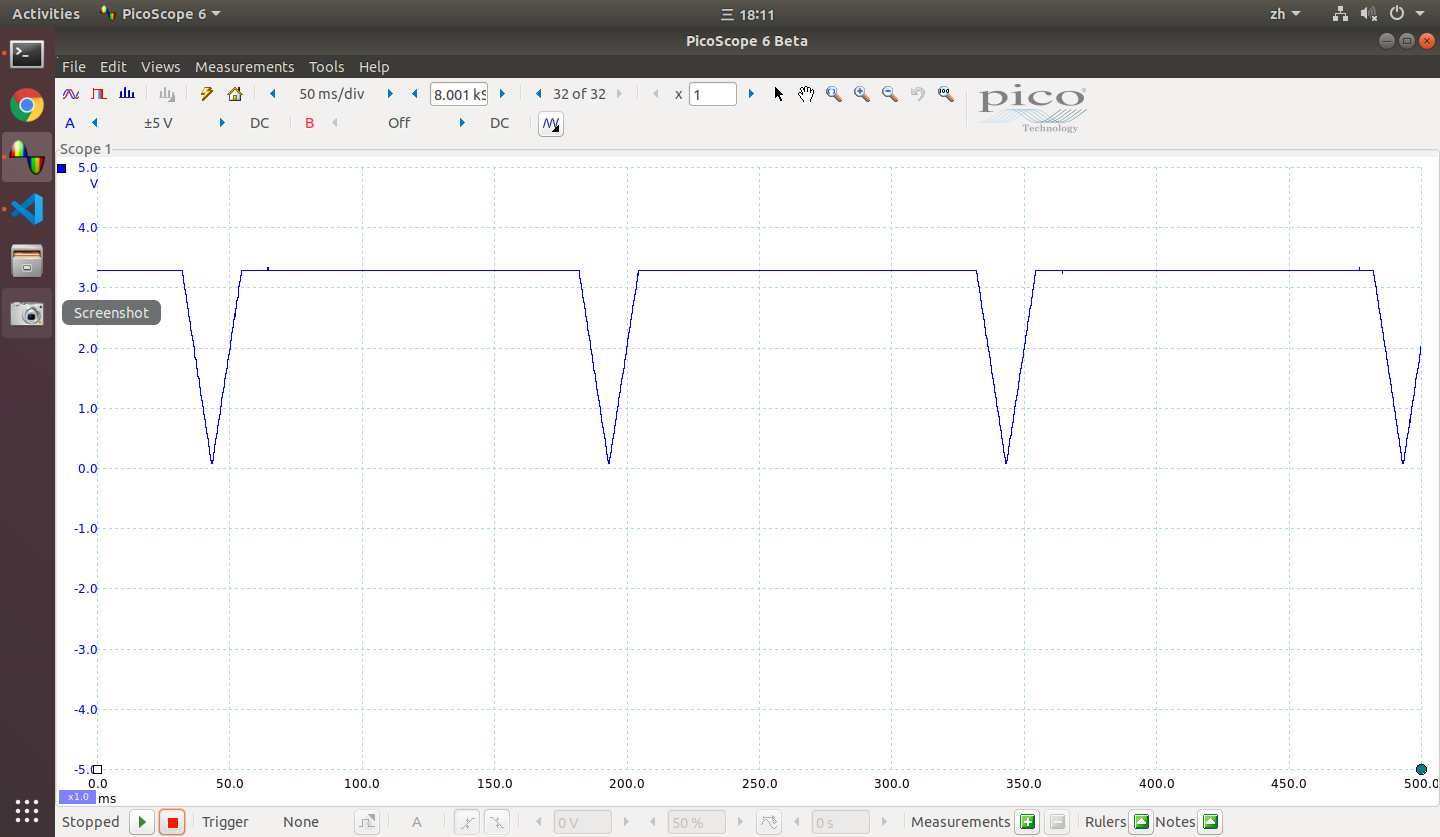 Activities PicoScope 6 三 18:11 zh
PicoScope 6 Beta
File Edit Views Measurements Tools Help
50 ms/div 8.001 kS 32 of 32 x 1
pico
Technology
A ±5 V DC B Off DC
Scope 1
5.0
V
4.0
3.0
Screenshot
2.0
1.0
0.0
-1.0
-2.0
-3.0
-4.0
-5.0
0.0 50.0 100.0 150.0 200.0 250.0 300.0 350.0 400.0 450.0 500.0
x1.0 ms
Stopped Trigger None A 0 V 50 % 0 s Measurements Rulers Notes